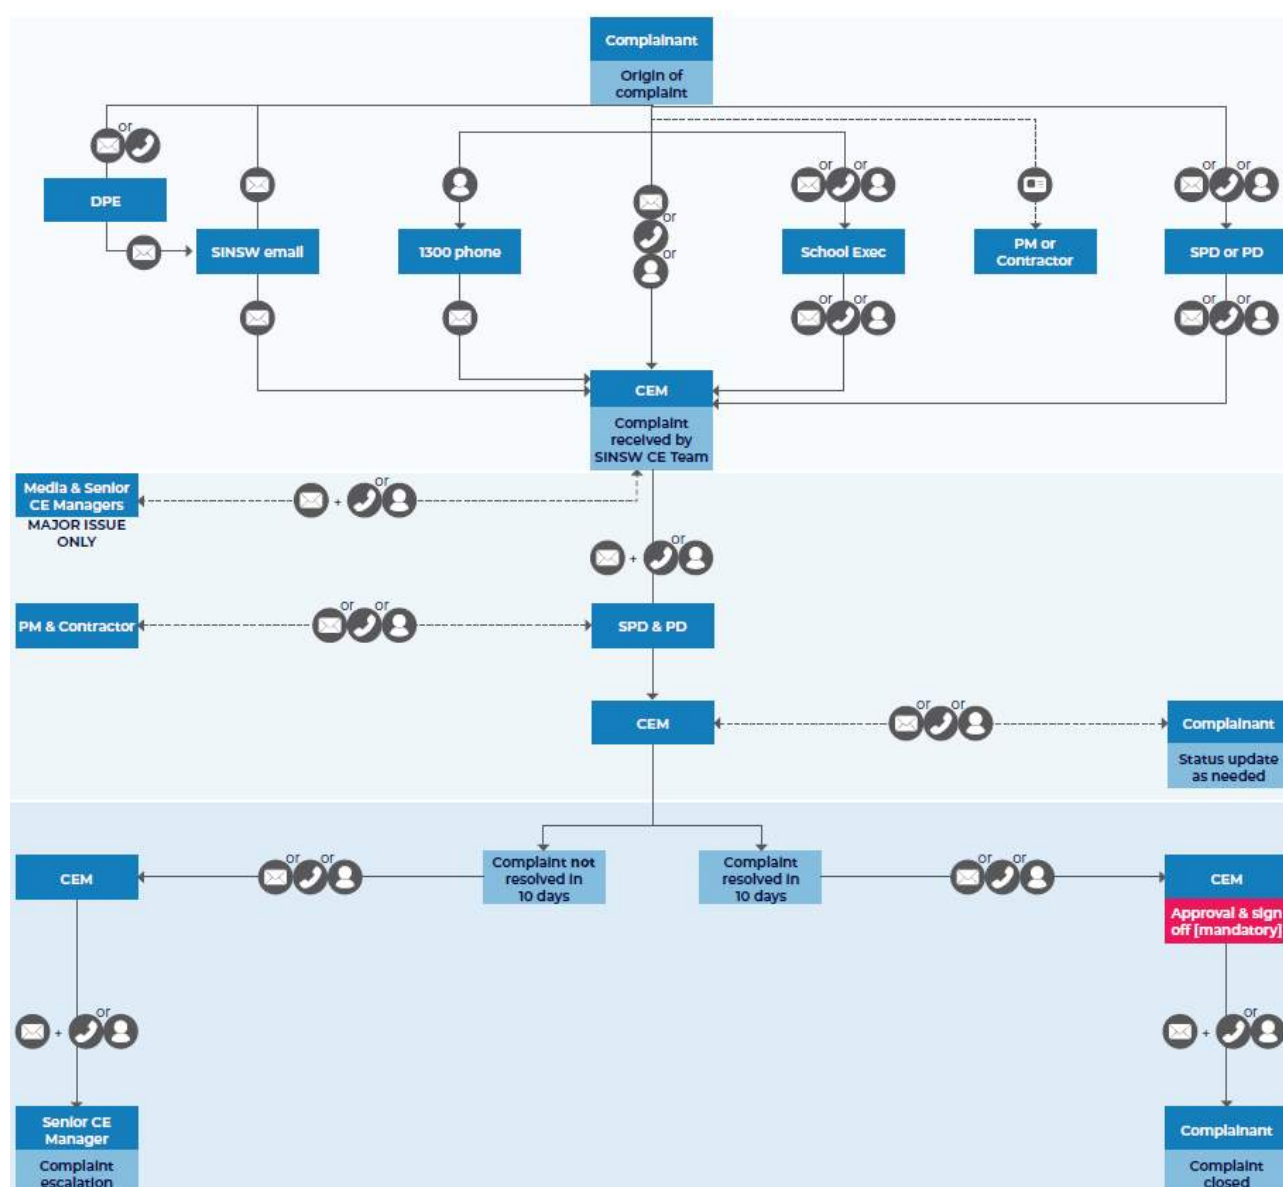 Complainant
Origin of
complaint
or
or or
or or
DPE
or
or
SINSW email
1300 phone
School Exec
PM or
Contractor
SPD or PD
or or
or or
CEM
Complaint
received by
SINSW CE Team
Media & Senior
CE Managers
MAJOR ISSUE
ONLY
+ or
+ or
PM & Contractor
or or
SPD & PD
CEM
or or
Complainant
Status update
as needed
CEM
or or
Complaint not
resolved in
10 days
Complaint
resolved in
10 days
or or
CEM
Approval & sign
off [mandatory]
+ or
+ or
Senior CE
Manager
Complaint
escalation
Complainant
Complaint
closed